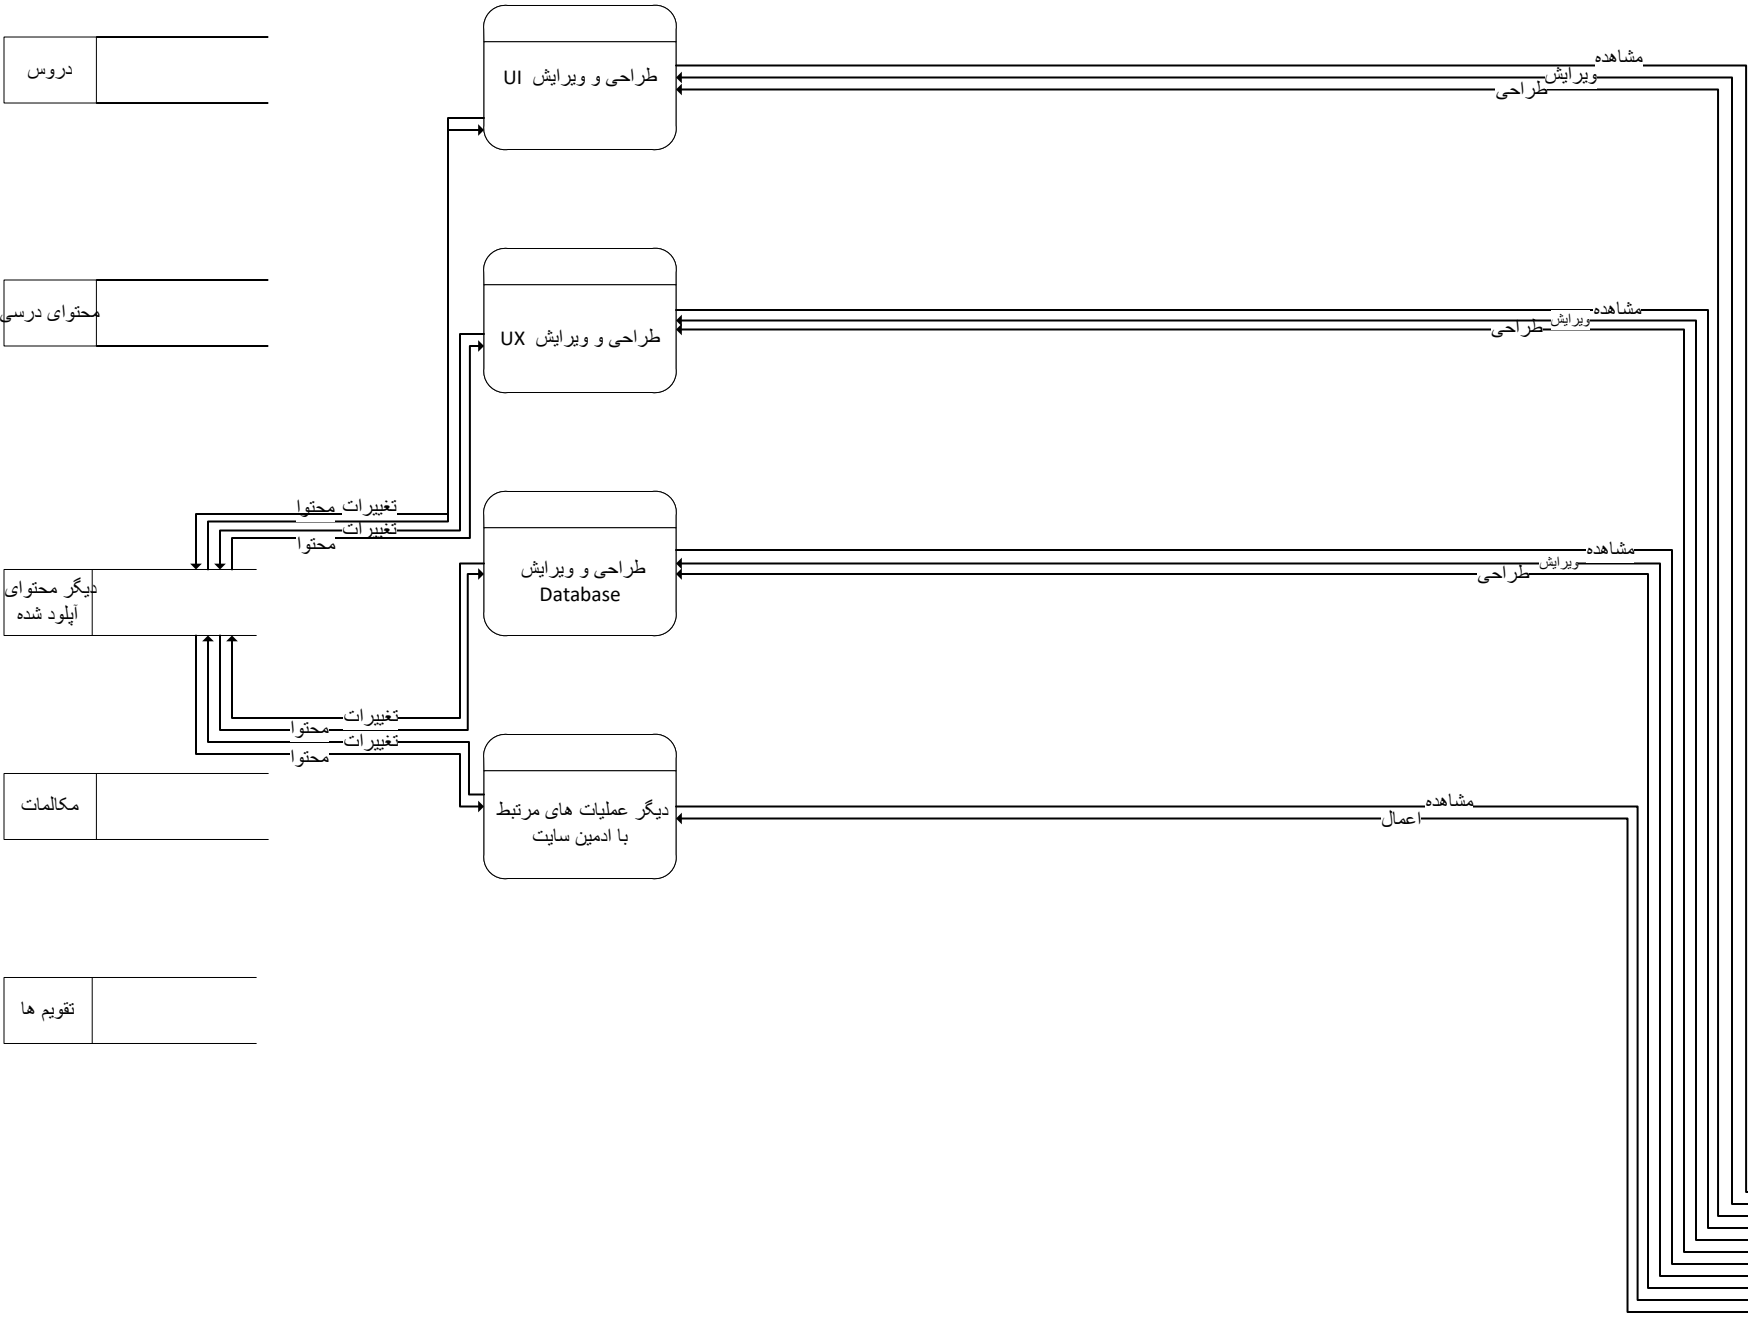 دروس
طراحی و ویرایش UI
مشاهده
ویرایش
طراحی
محتوای درسی
طراحی و ویرایش UX
مشاهده
ویرایش
طراحی
تغییرات
محتوا
تغییرات
محتوا
دیگر محتوای
آپلود شده
طراحی و ویرایش
Database
مشاهده
ویرایش
طراحی
تغییرات
محتوا
تغییرات
محتوا
مکالمات
دیگر عملیات های مرتبط
با ادمین سایت
مشاهده
اعمال
تقویم ها